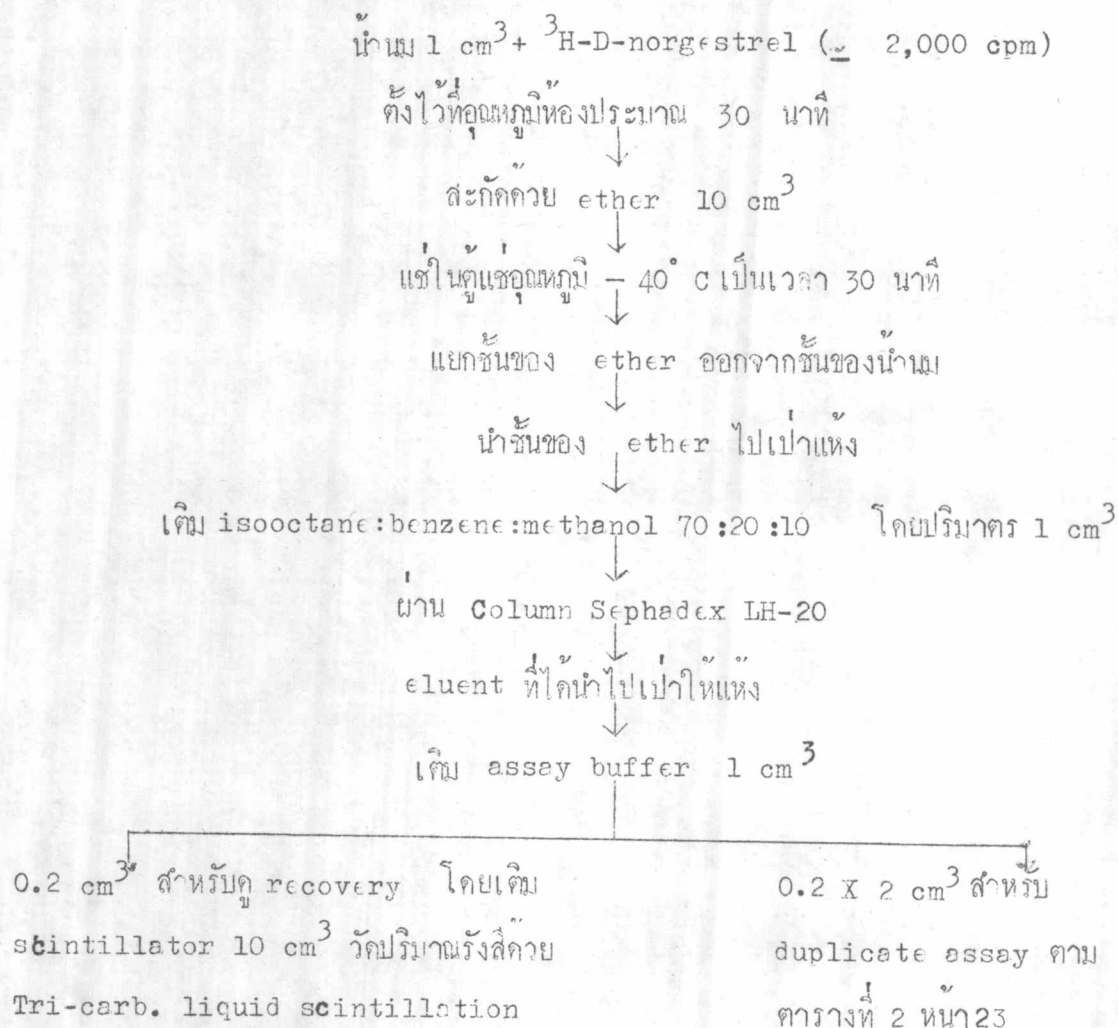 น้ำนม 1 cm³ + ³H-D-norgestrel (≃ 2,000 cpm)
ตั้งไว้ที่อุณหภูมิห้องประมาณ 30 นาที
สะกัดด้วย ether 10 cm³
แช่ในตู้แช่อุณหภูมิ – 40° C เป็นเวลา 30 นาที
แยกชั้นของ ether ออกจากชั้นของน้ำนม
นำชั้นของ ether ไปเป่าแห้ง
เติม isooctane:benzene:methanol 70:20:10 โดยปริมาตร 1 cm³
ผ่าน Column Sephadex LH-20
eluent ที่ได้นำไปเป่าให้แห้ง
เติม assay buffer 1 cm³
0.2 cm³ สำหรับดู recovery โดยเติม
scintillator 10 cm³ วัดปริมาณรังสีด้วย
Tri-carb. liquid scintillation
0.2 X 2 cm³ สำหรับ
duplicate assay ตาม
ตารางที่ 2 หน้า 23